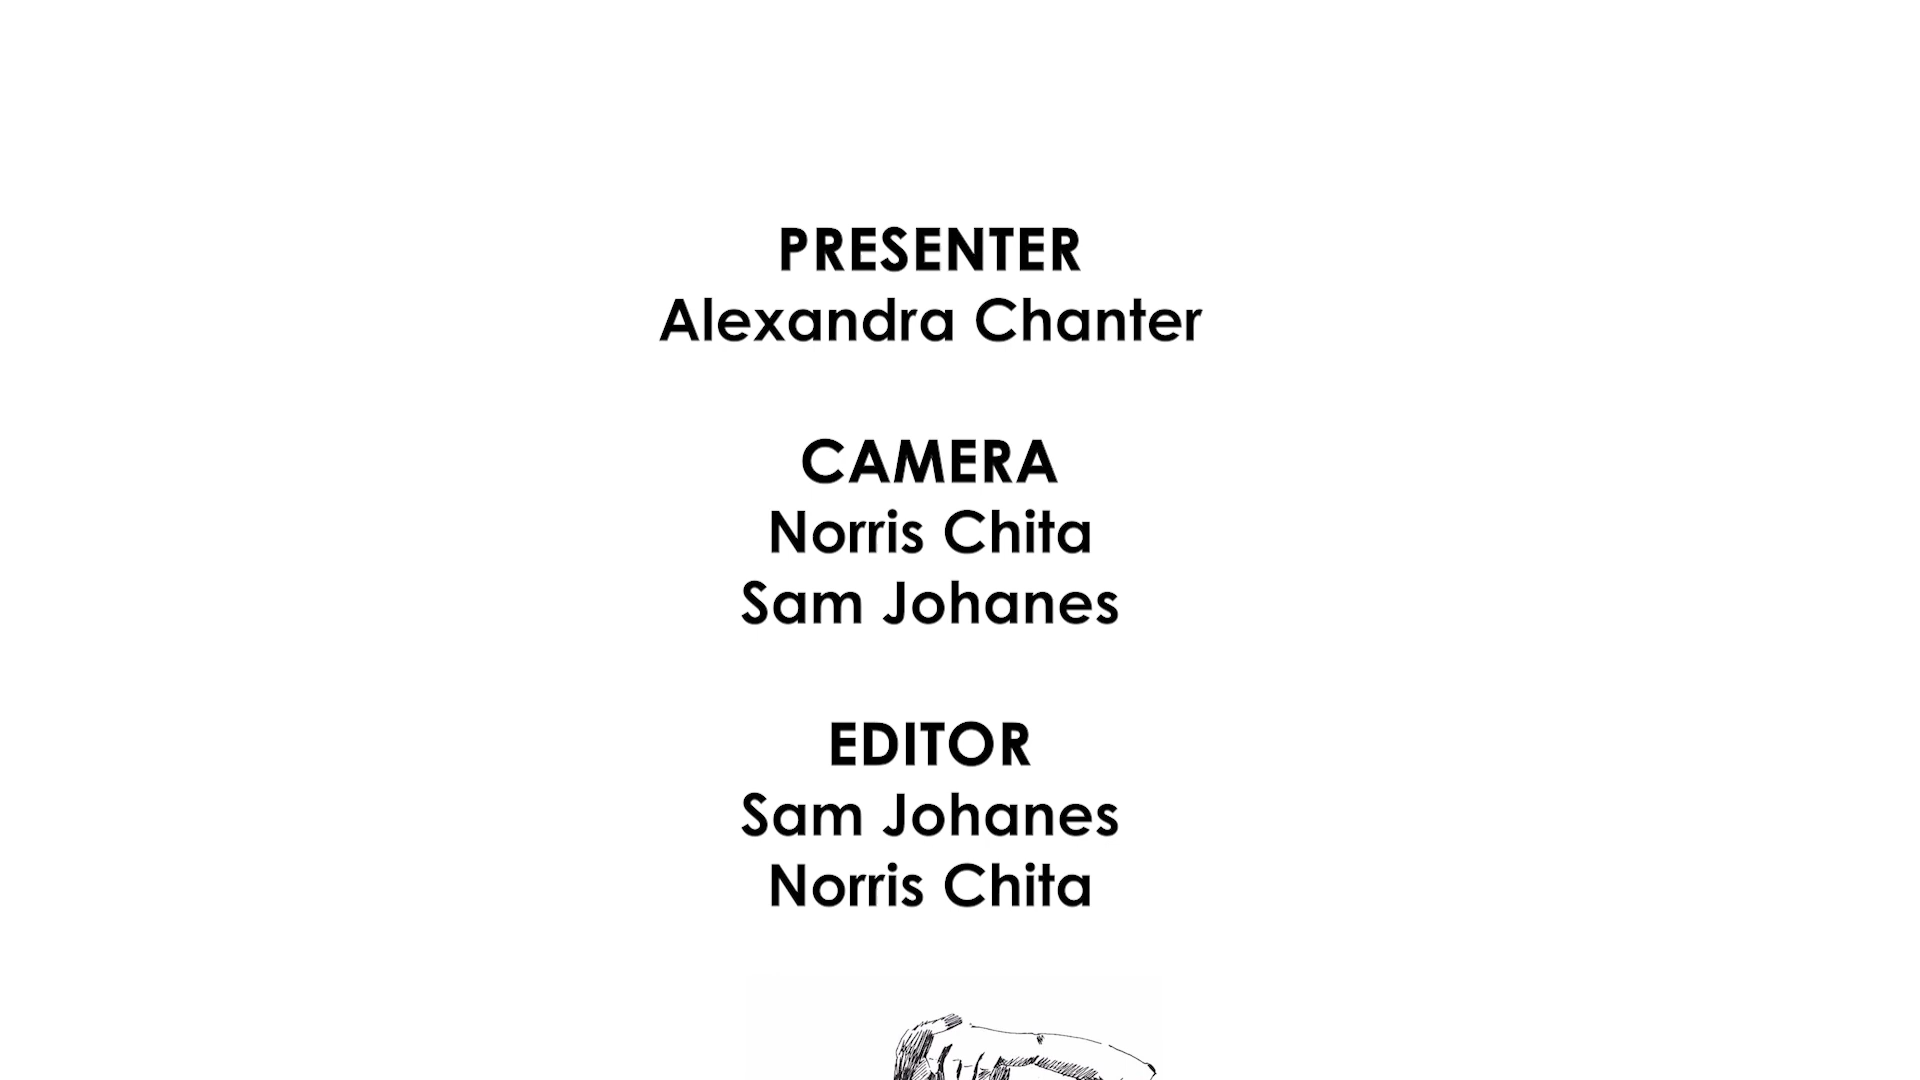 PRESENTER
Alexandra Chanter
CAMERA
Norris Chita
Sam Johanes
EDITOR
Sam Johanes
Norris Chita